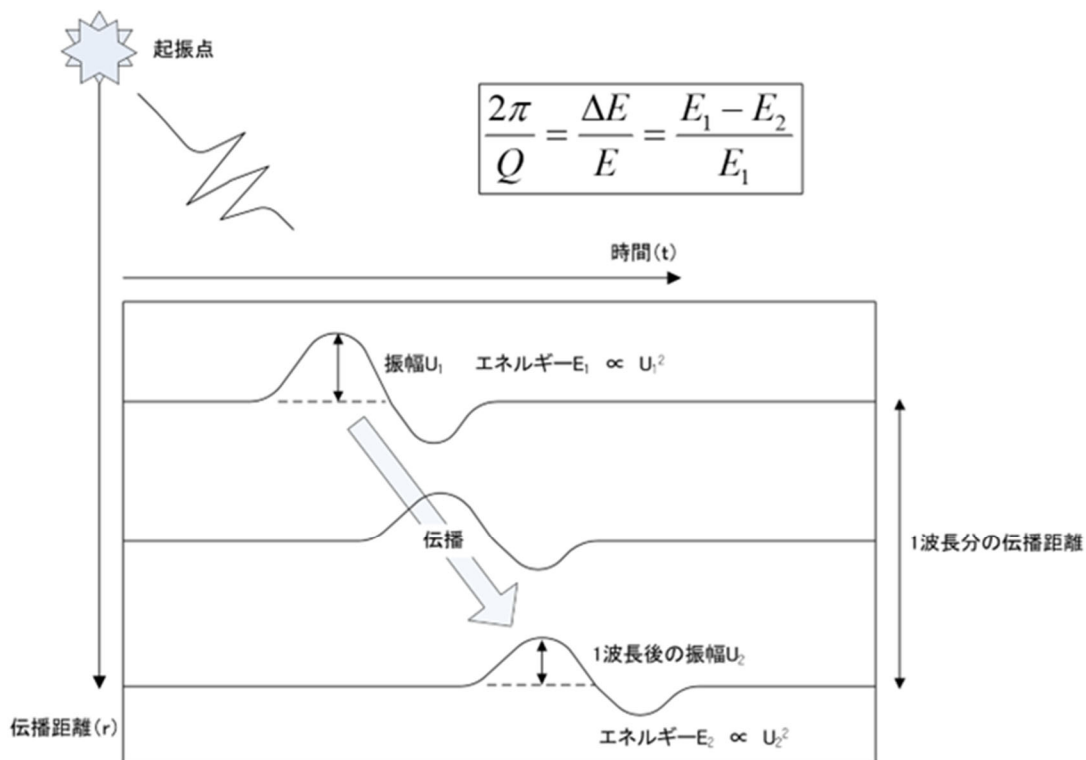 起振点
2π/Q = ΔE/E = (E₁ − E₂)/E₁
時間(t)
振幅U₁ エネルギーE₁ ∝ U₁²
伝播
1波長分の伝播距離
1波長後の振幅U₂
伝播距離(r)
エネルギーE₂ ∝ U₂²